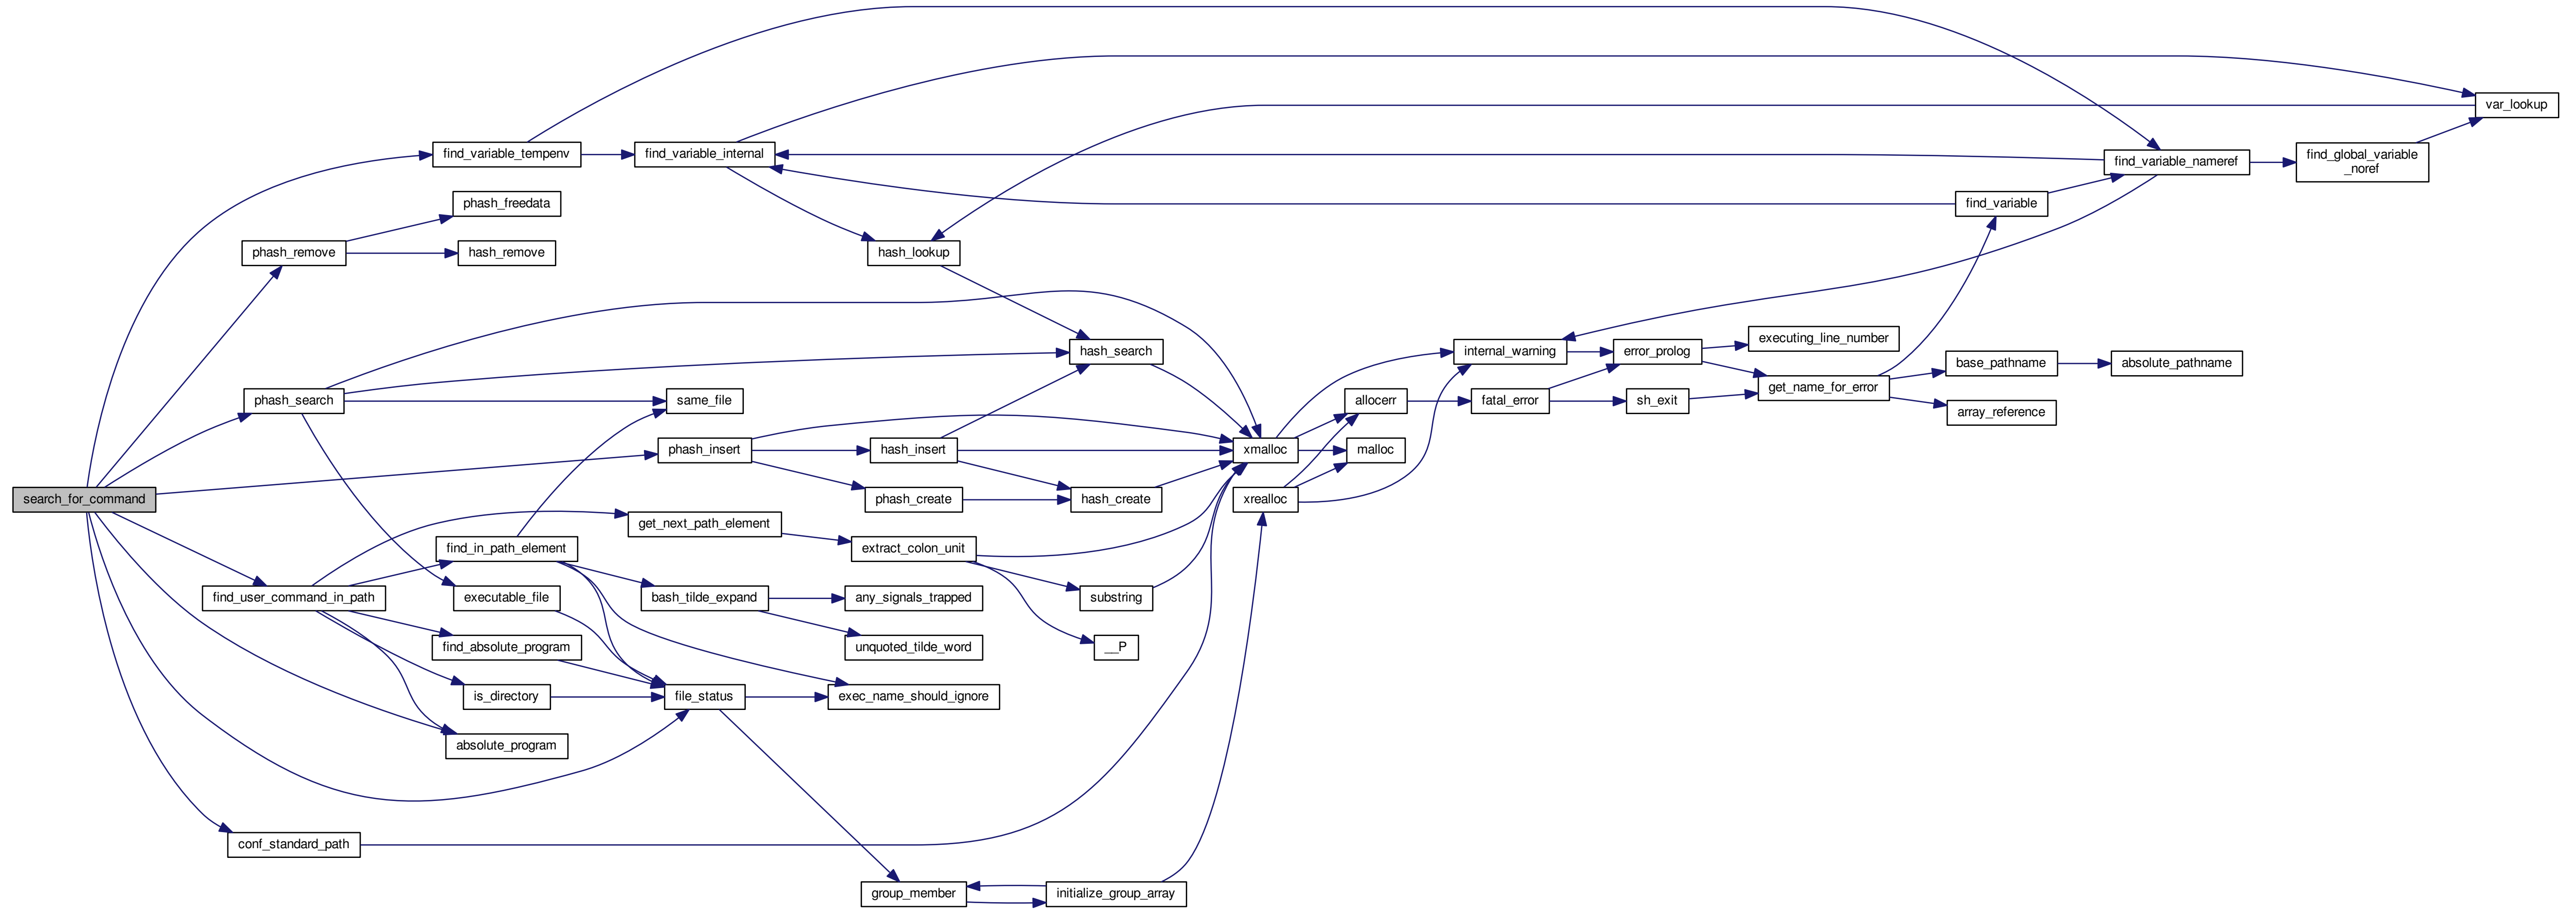 var_lookup
find_variable_tempenv
find_variable_internal
find_variable_nameref
find_global_variable
_noref
phash_freedata
find_variable
phash_remove
hash_remove
hash_lookup
executing_line_number
hash_search
internal_warning
error_prolog
base_pathname
absolute_pathname
get_name_for_error
phash_search
same_file
allocerr
fatal_error
sh_exit
array_reference
phash_insert
hash_insert
xmalloc
malloc
search_for_command
phash_create
hash_create
xrealloc
get_next_path_element
find_in_path_element
extract_colon_unit
find_user_command_in_path
executable_file
bash_tilde_expand
any_signals_trapped
substring
find_absolute_program
unquoted_tilde_word
__P
is_directory
file_status
exec_name_should_ignore
absolute_program
conf_standard_path
group_member
initialize_group_array